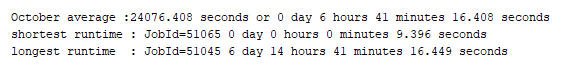 October average :24076.408 seconds or 0 day 6 hours 41 minutes 16.408 seconds
shortest runtime : JobId=51065 0 day 0 hours 0 minutes 9.396 seconds
longest runtime  : JobId=51045 6 day 14 hours 41 minutes 16.449 seconds